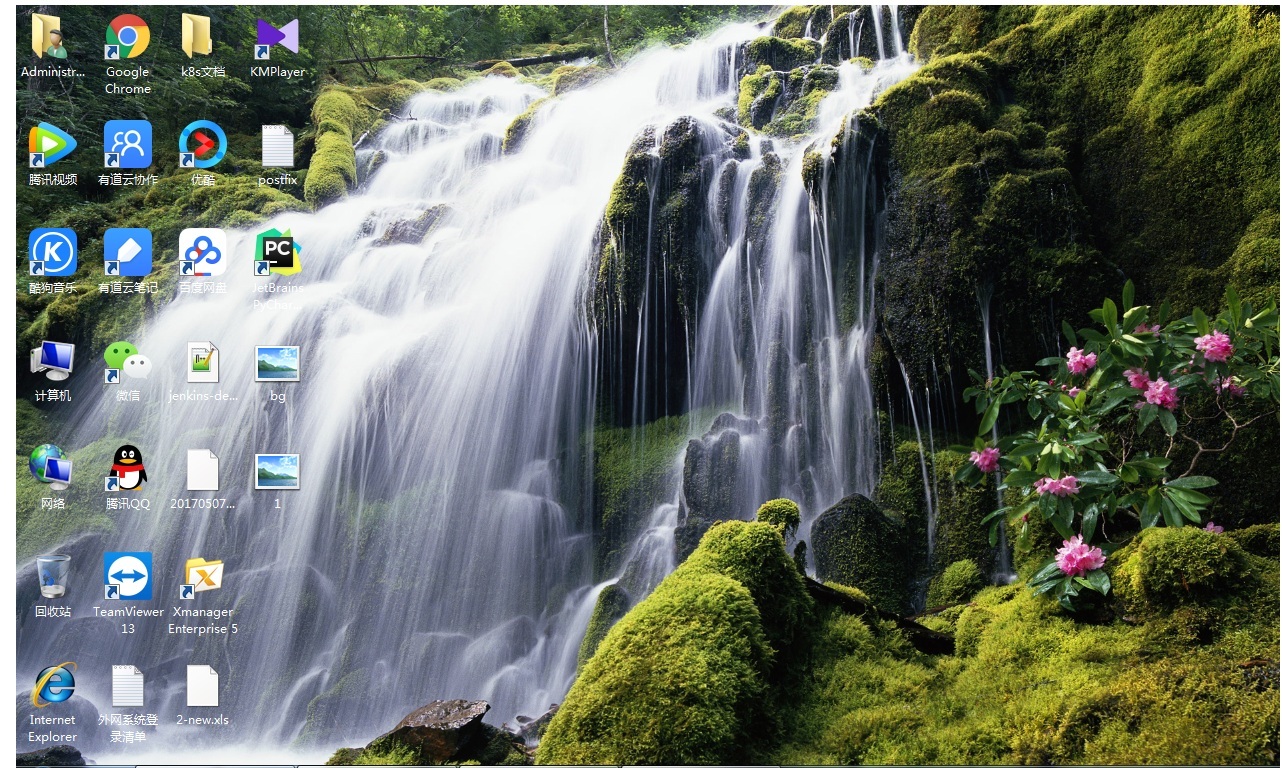 Administr...
Google
Chrome
k8s文档
KMPlayer
腾讯视频
有道云协作
优酷
postfix
酷狗音乐
有道云笔记
百度网盘
PC
JetBrains
PyChar...
计算机
微信
jenkins-de...
bg
网络
腾讯QQ
20170507...
1
回收站
TeamViewer
13
Xmanager
Enterprise 5
Internet
Explorer
外网系统登
录清单
2-new.xls